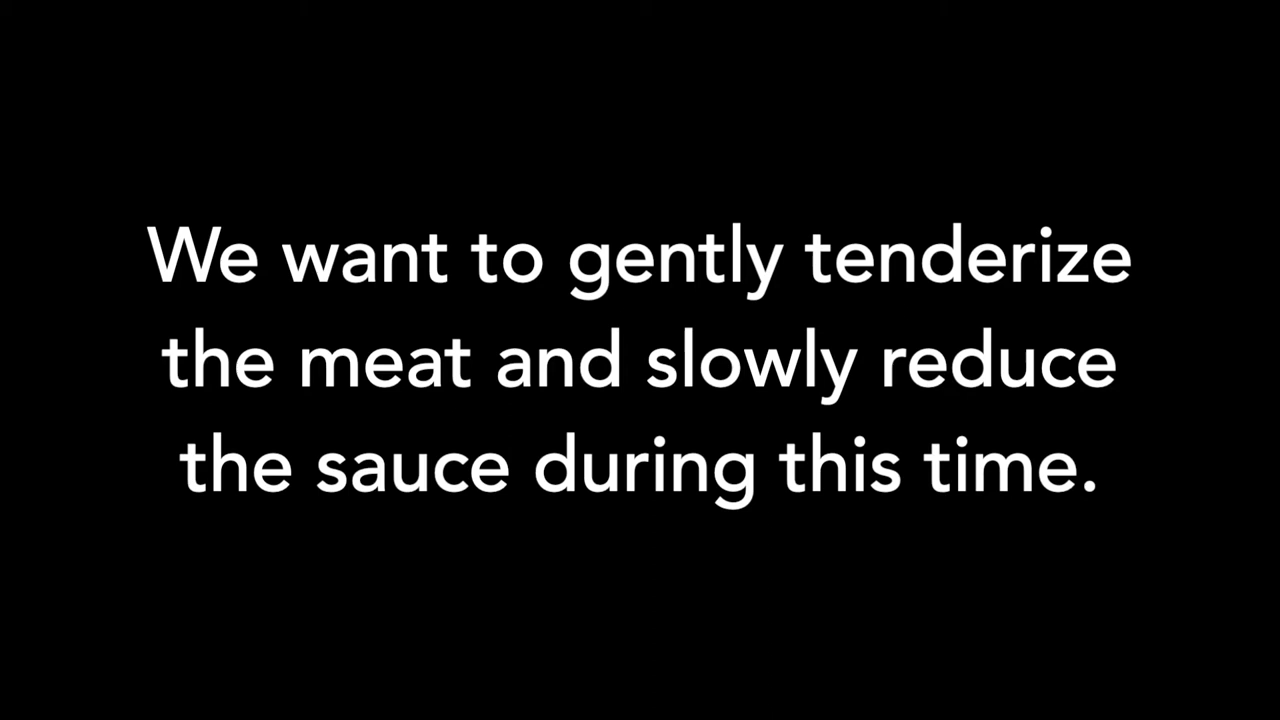 We want to gently tenderize
the meat and slowly reduce
the sauce during this time.